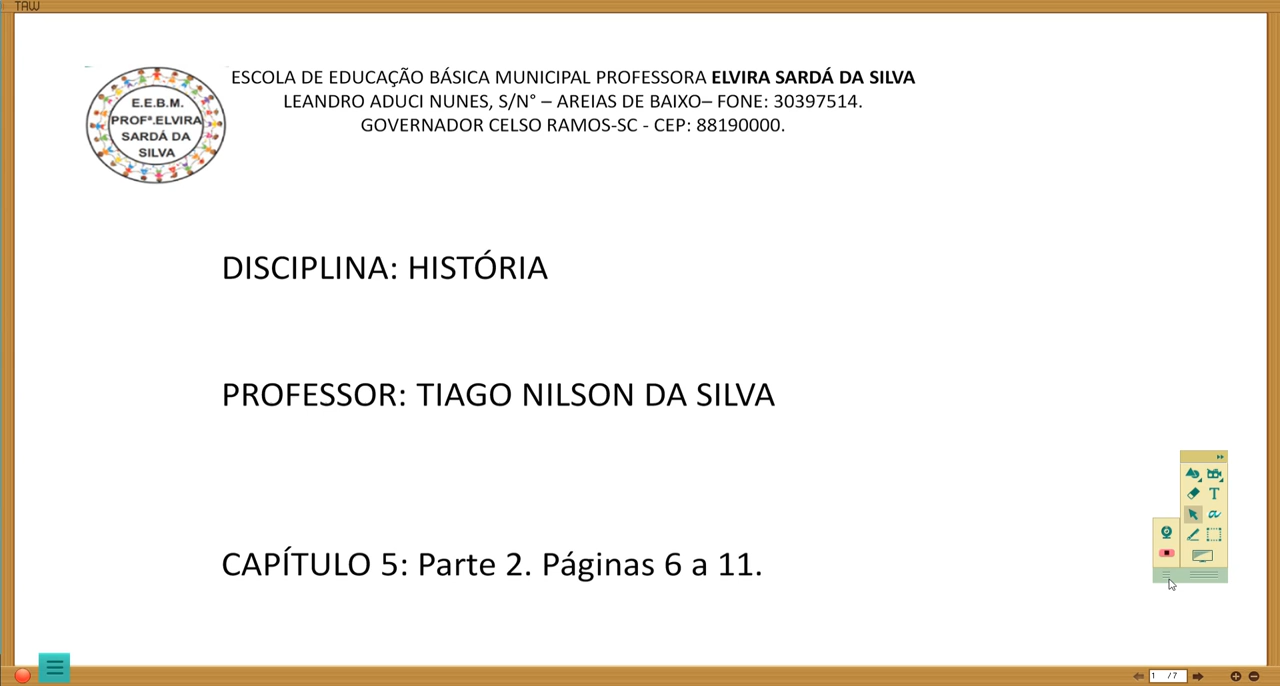 TAW
ESCOLA DE EDUCAÇÃO BÁSICA MUNICIPAL PROFESSORA ELVIRA SARDÁ DA SILVA
LEANDRO ADUCI NUNES, S/N° – AREIAS DE BAIXO– FONE: 30397514.
GOVERNADOR CELSO RAMOS-SC - CEP: 88190000.
E.E.B.M.
PROFª.ELVIRA
SARDÁ DA
SILVA
DISCIPLINA: HISTÓRIA
PROFESSOR: TIAGO NILSON DA SILVA
CAPÍTULO 5: Parte 2. Páginas 6 a 11.
T
1 /7